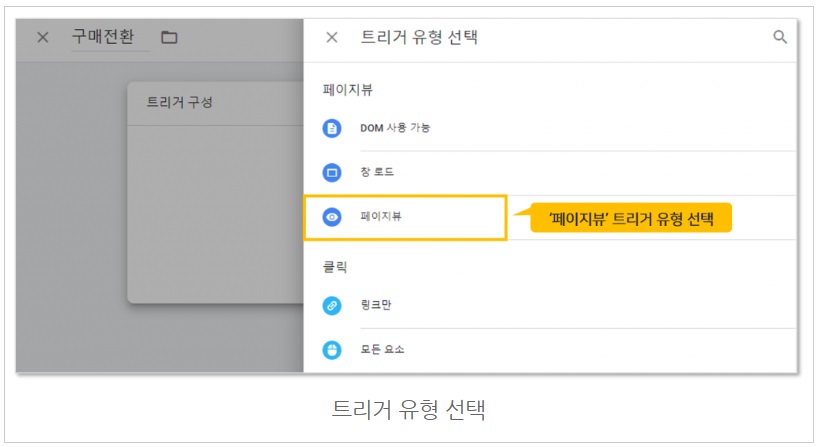 구매전환
트리거 유형 선택
트리거 구성
페이지뷰
DOM 사용 가능
창 로드
페이지뷰
'페이지뷰' 트리거 유형 선택
클릭
링크만
모든 요소
트리거 유형 선택